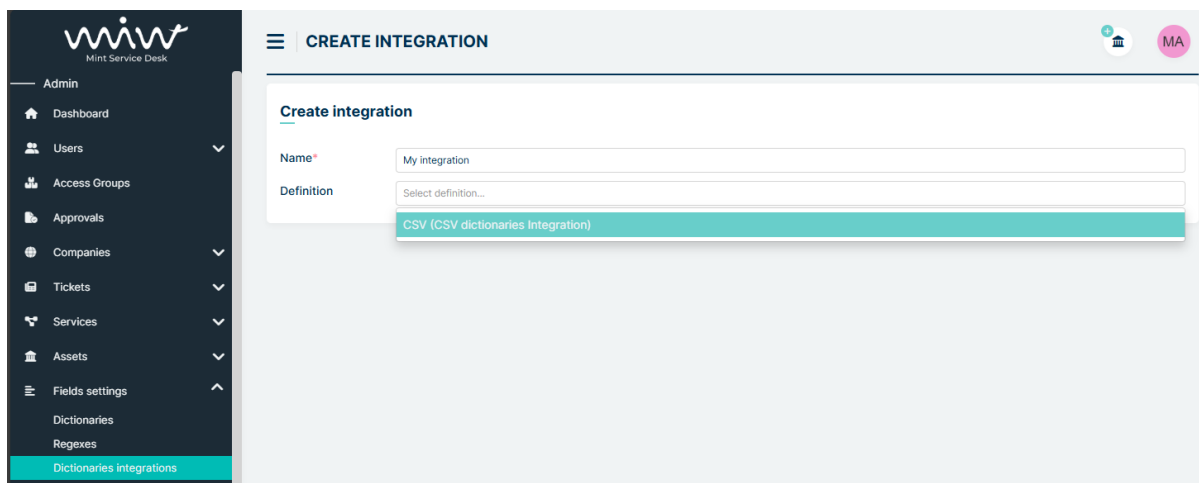 mint
Mint Service Desk
Admin
Dashboard
Users
Access Groups
Approvals
Companies
Tickets
Services
Assets
Fields settings
Dictionaries
Regexes
Dictionaries integrations
CREATE INTEGRATION
MA
Create integration
Name*
My integration
Definition
Select definition...
CSV (CSV dictionaries Integration)